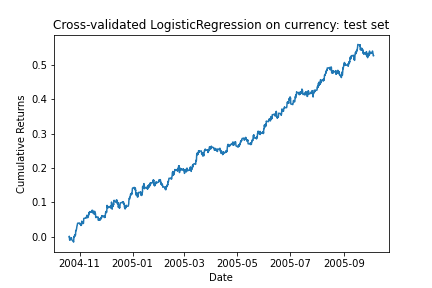 Cross-validated LogisticRegression on currency: test set
Cumulative Returns
0.5
0.4
0.3
0.2
0.1
0.0
2004-11 2005-01 2005-03 2005-05 2005-07 2005-09
Date